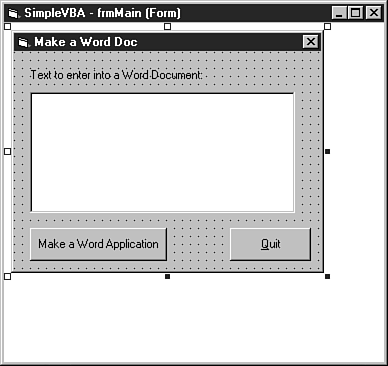 SimpleVBA - frmMain (Form)
Make a Word Doc
Text to enter into a Word Document:
Make a Word Application
Quit